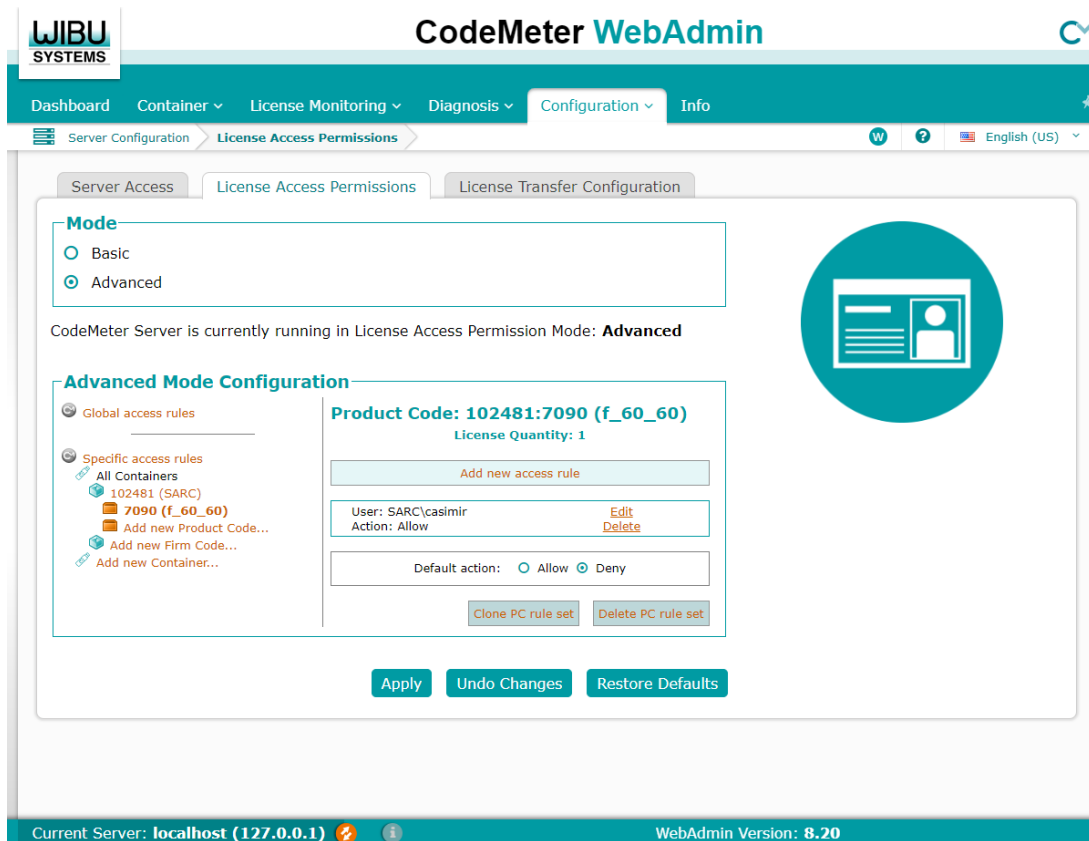 WIBU
SYSTEMS
CodeMeter WebAdmin
Dashboard Container License Monitoring Diagnosis Configuration Info
Server Configuration License Access Permissions W ? English (US)
Server Access License Access Permissions License Transfer Configuration
Mode
Basic
Advanced
CodeMeter Server is currently running in License Access Permission Mode: Advanced
Advanced Mode Configuration
Global access rules
Specific access rules
All Containers
102481 (SARC)
7090 (f_60_60)
Add new Product Code...
Add new Firm Code...
Add new Container...
Product Code: 102481:7090 (f_60_60)
License Quantity: 1
Add new access rule
User: SARC\casimir Edit
Action: Allow Delete
Default action: Allow Deny
Clone PC rule set Delete PC rule set
Apply Undo Changes Restore Defaults
Current Server: localhost (127.0.0.1) i WebAdmin Version: 8.20